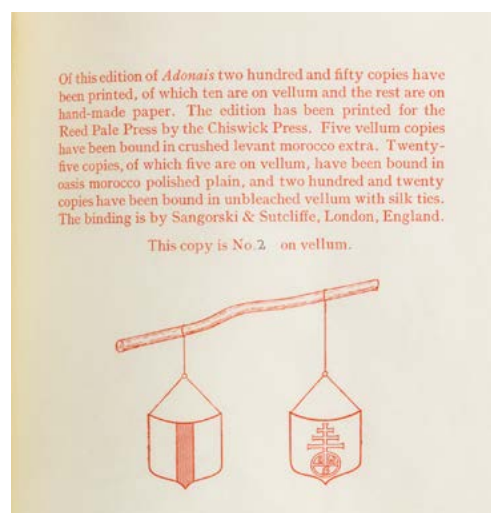 Of this edition of Adonais two hundred and fifty copies have
been printed, of which ten are on vellum and the rest are on
hand-made paper. The edition has been printed for the
Reed Pale Press by the Chiswick Press. Five vellum copies
have been bound in crushed levant morocco extra. Twenty-
five copies, of which five are on vellum, have been bound in
oasis morocco polished plain, and two hundred and twenty
copies have been bound in unbleached vellum with silk ties.
The binding is by Sangorski & Sutcliffe, London, England.
This copy is No. 2 on vellum.